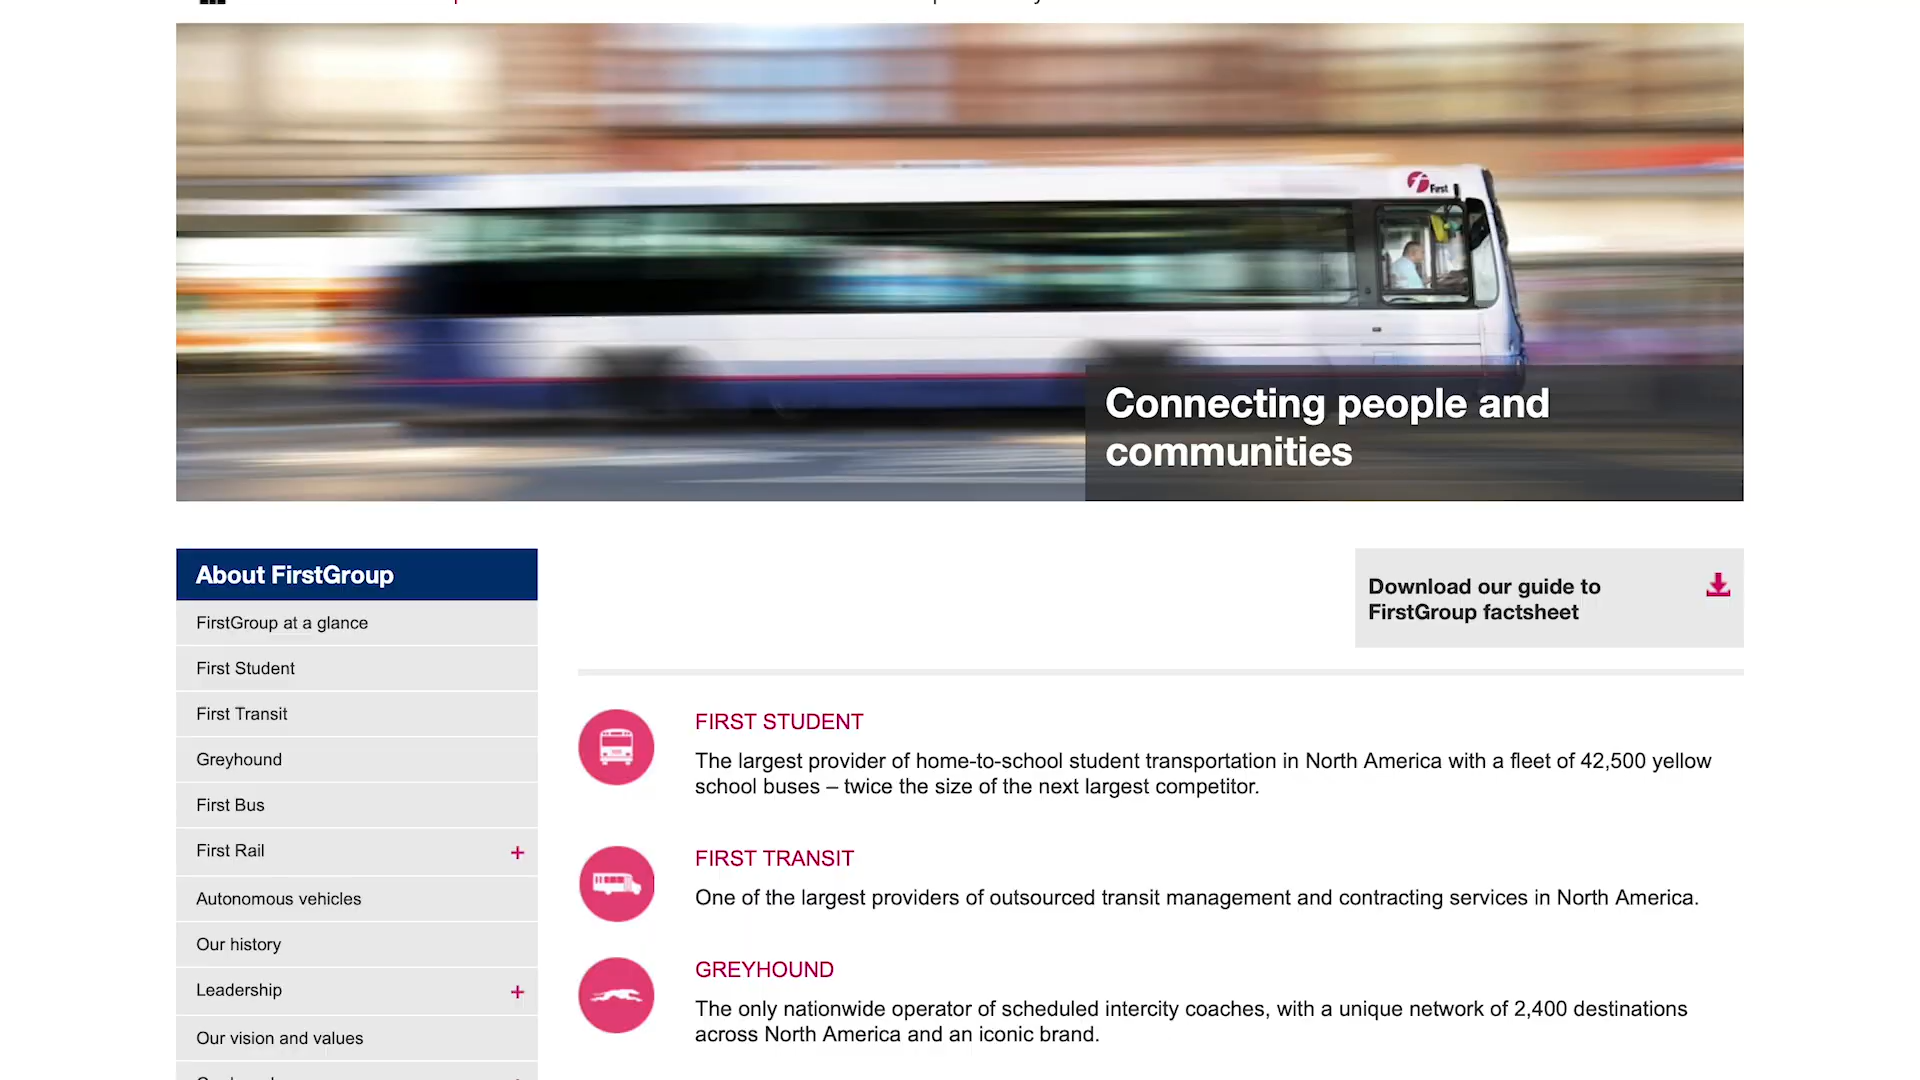 First
Connecting people and
communities
About FirstGroup
FirstGroup at a glance
First Student
First Transit
Greyhound
First Bus
First Rail +
Autonomous vehicles
Our history
Leadership +
Our vision and values
Download our guide to
FirstGroup factsheet
FIRST STUDENT
The largest provider of home-to-school student transportation in North America with a fleet of 42,500 yellow
school buses – twice the size of the next largest competitor.
FIRST TRANSIT
One of the largest providers of outsourced transit management and contracting services in North America.
GREYHOUND
The only nationwide operator of scheduled intercity coaches, with a unique network of 2,400 destinations
across North America and an iconic brand.